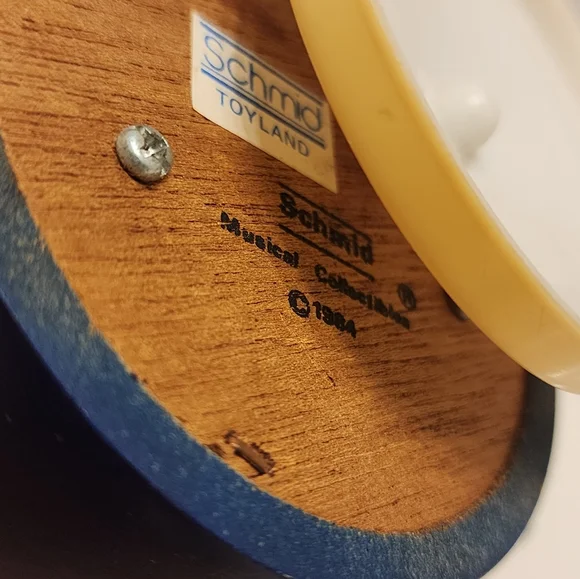 Schmid
TOYLAND
Schmid
Musical Collectibles ®
©1984